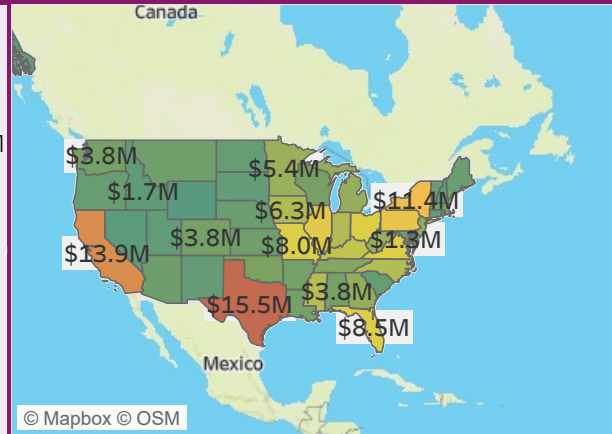 Canada
M
$3.8M
$5.4M
$1.7M
$11.4M
$6.3M
$3.8M
$1.3M
$8.0M
$13.9M
$3.8M
$15.5M
$8.5M
Mexico
© Mapbox © OSM